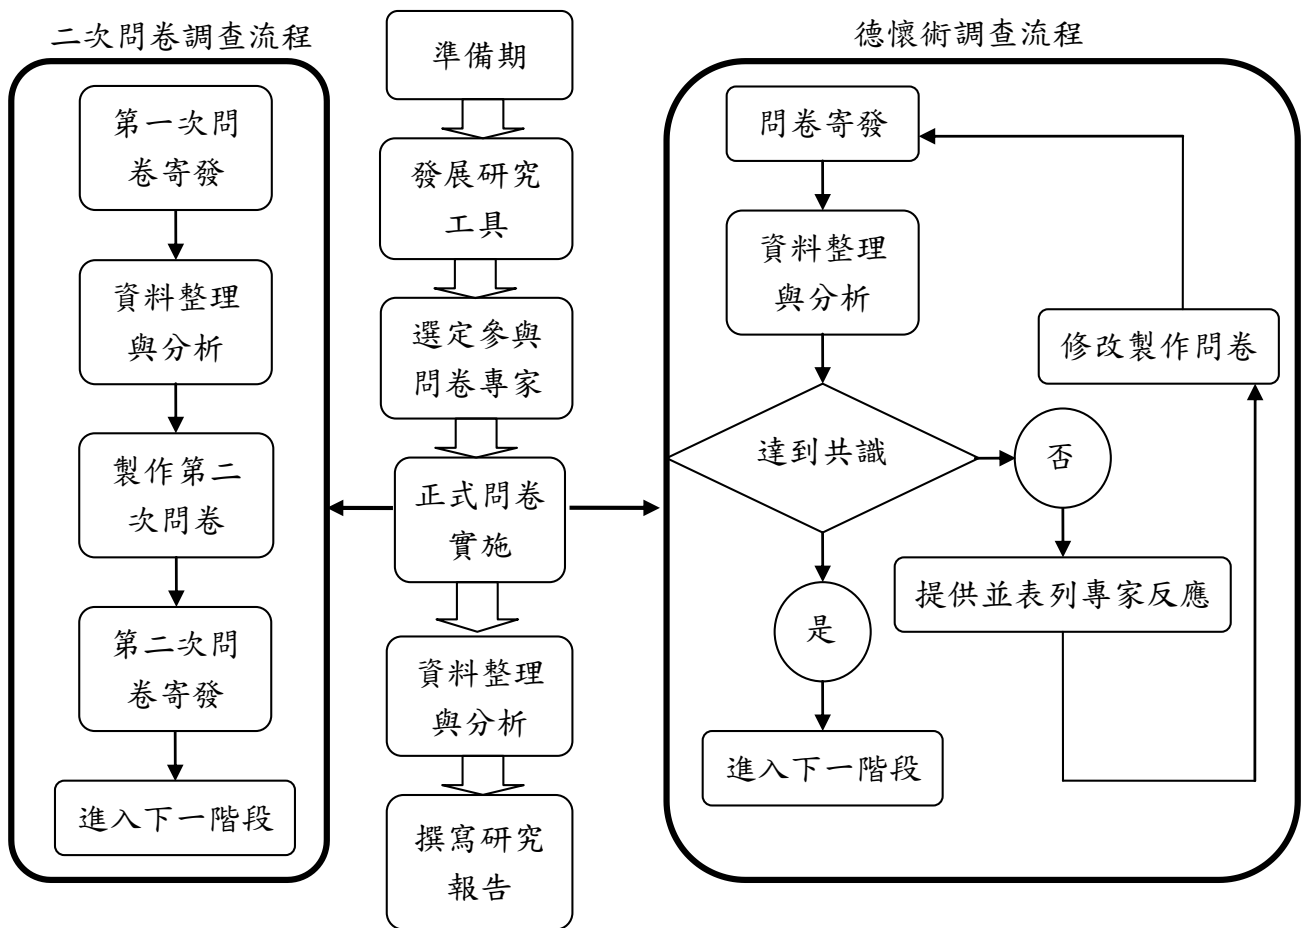 二次問卷調查流程
第一次問
卷寄發
資料整理
與分析
製作第二
次問卷
第二次問
卷寄發
進入下一階段
準備期
發展研究
工具
選定參與
問卷專家
正式問卷
實施
資料整理
與分析
撰寫研究
報告
德懷術調查流程
問卷寄發
資料整理
與分析
達到共識
否
是
提供並表列專家反應
修改製作問卷
進入下一階段